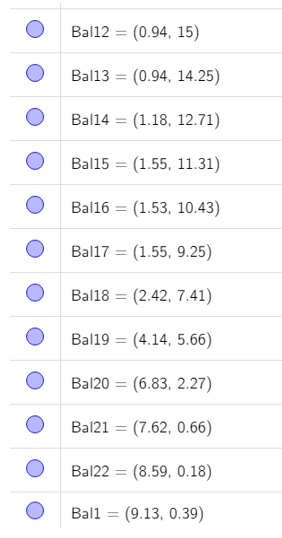 Bal12 = (0.94, 15)
Bal13 = (0.94, 14.25)
Bal14 = (1.18, 12.71)
Bal15 = (1.55, 11.31)
Bal16 = (1.53, 10.43)
Bal17 = (1.55, 9.25)
Bal18 = (2.42, 7.41)
Bal19 = (4.14, 5.66)
Bal20 = (6.83, 2.27)
Bal21 = (7.62, 0.66)
Bal22 = (8.59, 0.18)
Bal1 = (9.13, 0.39)